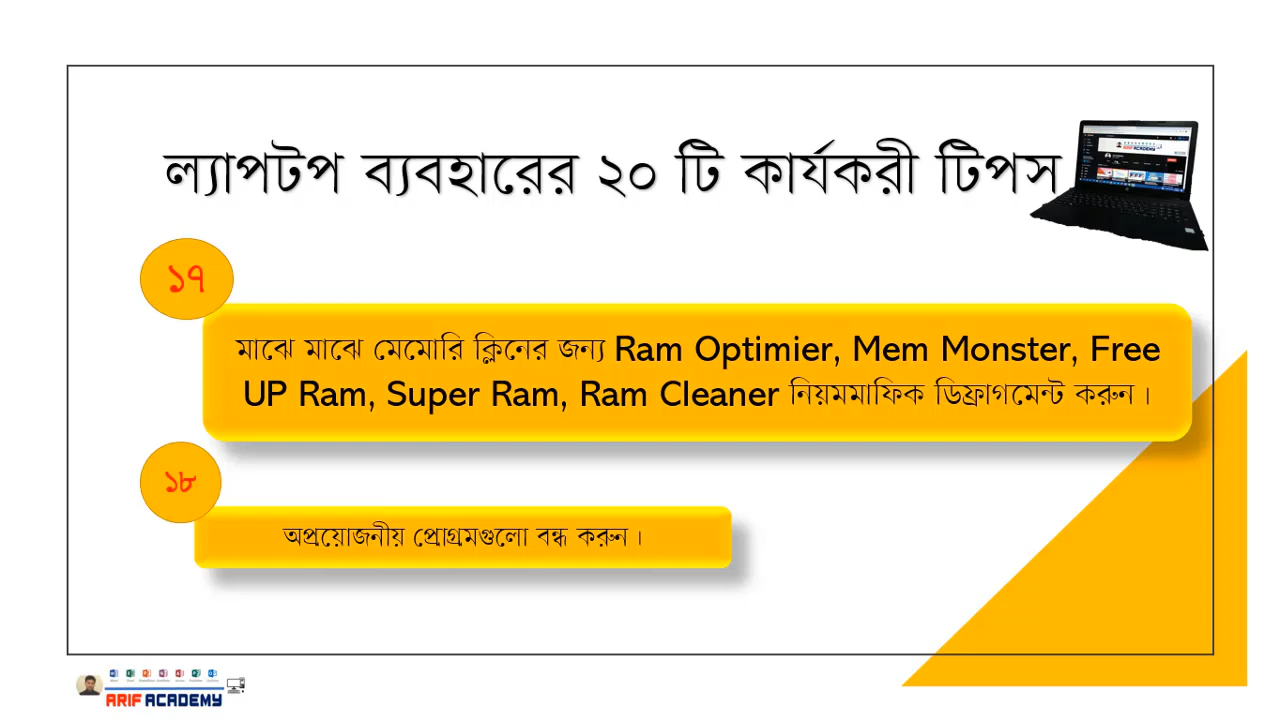 ল্যাপটপ ব্যবহারের ২০ টি কার্যকরী টিপস
১৭
মাঝে মাঝে মেমোরি ক্লিনের জন্য Ram Optimier, Mem Monster, Free
UP Ram, Super Ram, Ram Cleaner নিয়মমাফিক ডিফ্রাগমেন্ট করুন।
১৮
অপ্রয়োজনীয় প্রোগ্রমগুলো বন্ধ করুন।
ARIF ACADEMY